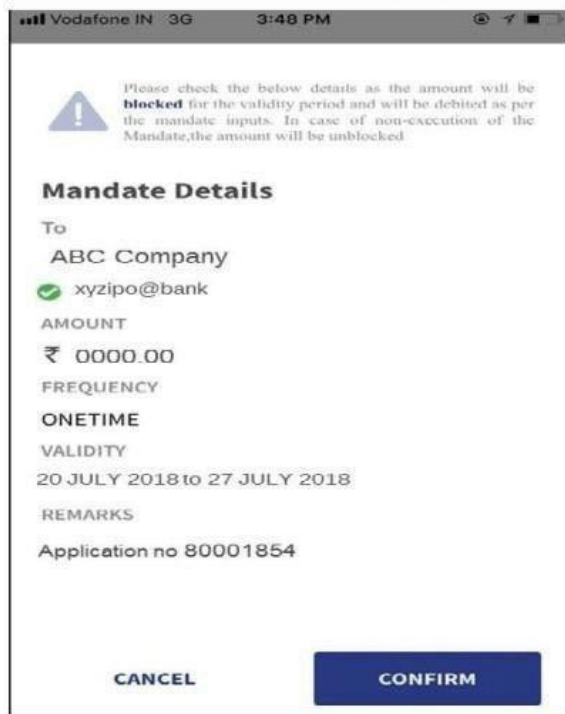 Vodafone IN 3G 3:48 PM
Please check the below details as the amount will be
blocked for the validity period and will be debited as per
the mandate inputs. In case of non-execution of the
Mandate,the amount will be unblocked
Mandate Details
To
ABC Company
xyzipo@bank
AMOUNT
₹ 0000.00
FREQUENCY
ONETIME
VALIDITY
20 JULY 2018 to 27 JULY 2018
REMARKS
Application no 80001854
CANCEL CONFIRM